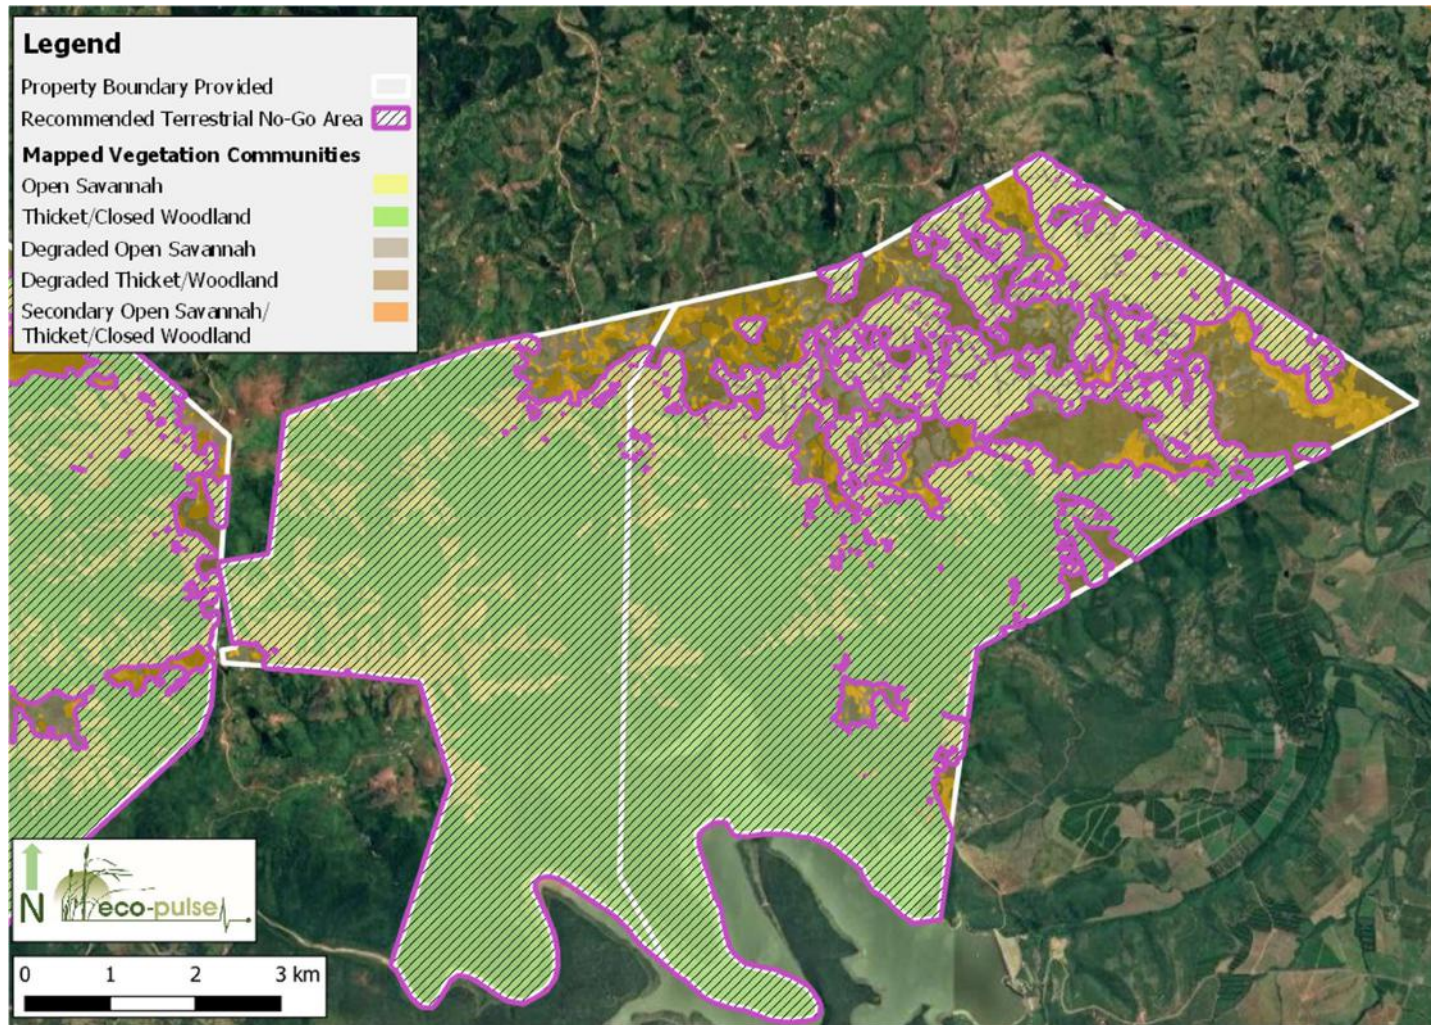 Legend
Property Boundary Provided
Recommended Terrestrial No-Go Area
Mapped Vegetation Communities
Open Savannah
Thicket/Closed Woodland
Degraded Open Savannah
Degraded Thicket/Woodland
Secondary Open Savannah/
Thicket/Closed Woodland
N
eco-pulse
0 1 2 3 km